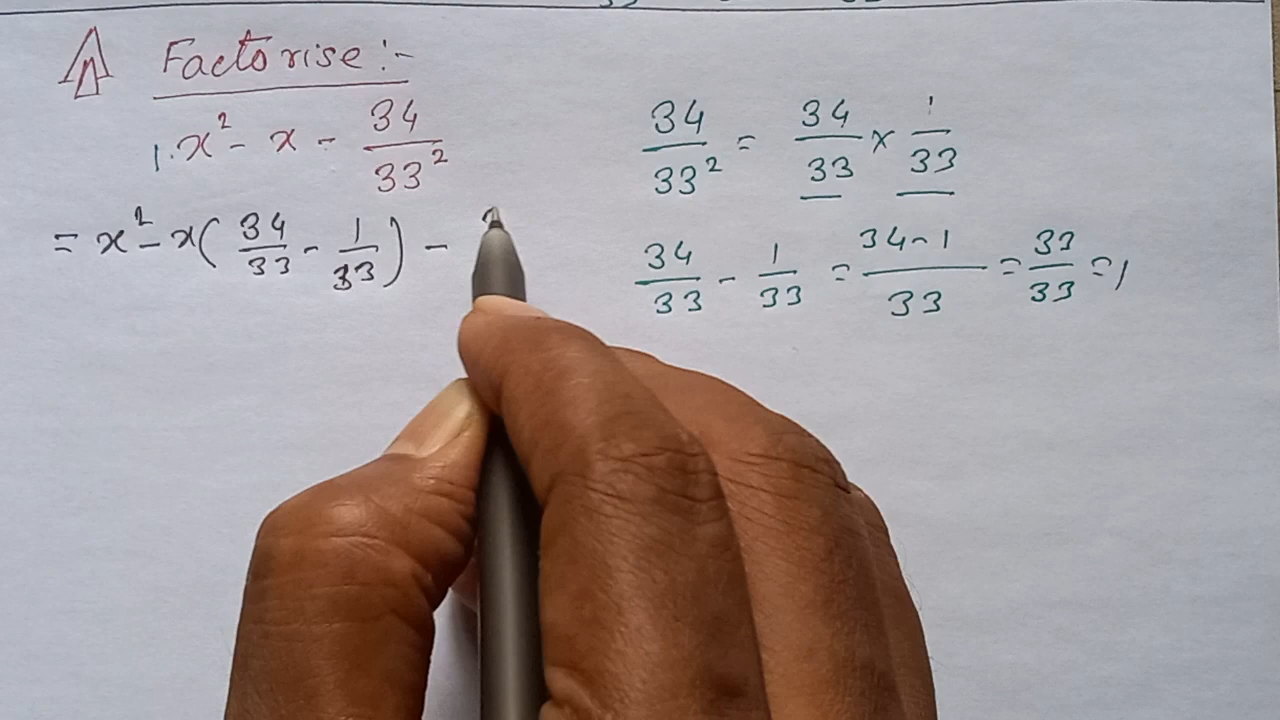 A Factorise :-
1. x² - x - 34/33²
= x² - x(34/33 - 1/33) -
34/33² = 34/33 × 1/33
34/33 - 1/33 = 34-1/33 = 33/33 = 1